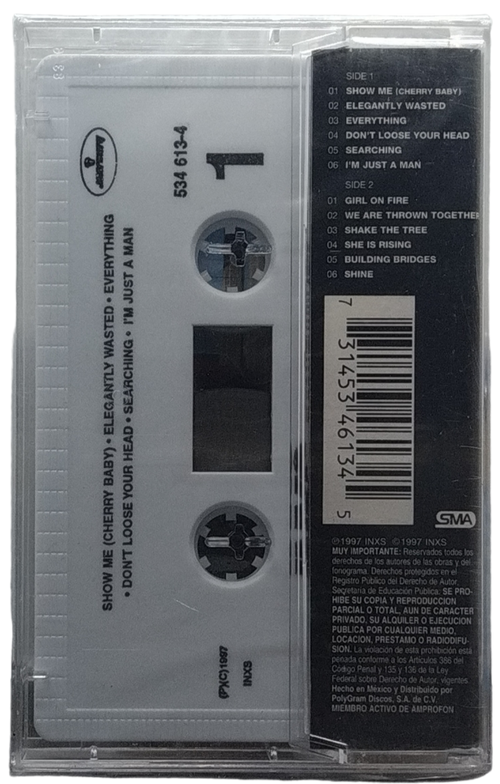 SIDE 1
01 SHOW ME (CHERRY BABY)
02 ELEGANTLY WASTED
03 EVERYTHING
04 DON'T LOOSE YOUR HEAD
05 SEARCHING
06 I'M JUST A MAN
SIDE 2
01 GIRL ON FIRE
02 WE ARE THROWN TOGETHE
03 SHAKE THE TREE
04 SHE IS RISING
05 BUILDING BRIDGES
06 SHINE
7 31453 46134 5
SMA
℗1997 INXS ©1997 INXS
MUY IMPORTANTE: Reservados todos los
derechos de los autores de las obras y del
fonograma. Derechos protegidos en el
Registro Público del Derecho de Autor,
Secretaría de Educación Pública. SE PRO-
HIBE SU COPIA Y REPRODUCCION
PARCIAL O TOTAL, AUN DE CARACTER
PRIVADO, SU ALQUILER O EJECUCION
PUBLICA POR CUALQUIER MEDIO,
LOCACION, PRESTAMO O RADIODIFU-
SION. La violación de esta prohibición está
penada conforme a los Artículos 386 del
Código Penal y 135 y 136 de la Ley
Federal sobre Derecho de Autor, vigentes.
Hecho en México y Distribuido por
PolyGram Discos, S.A. de C.V.
MIEMBRO ACTIVO DE AMPROFON
534 613-4
1
SHOW ME (CHERRY BABY) • ELEGANTLY WASTED • EVERYTHING
• DON'T LOOSE YOUR HEAD • SEARCHING • I'M JUST A MAN
(P)(C)1997
INXS